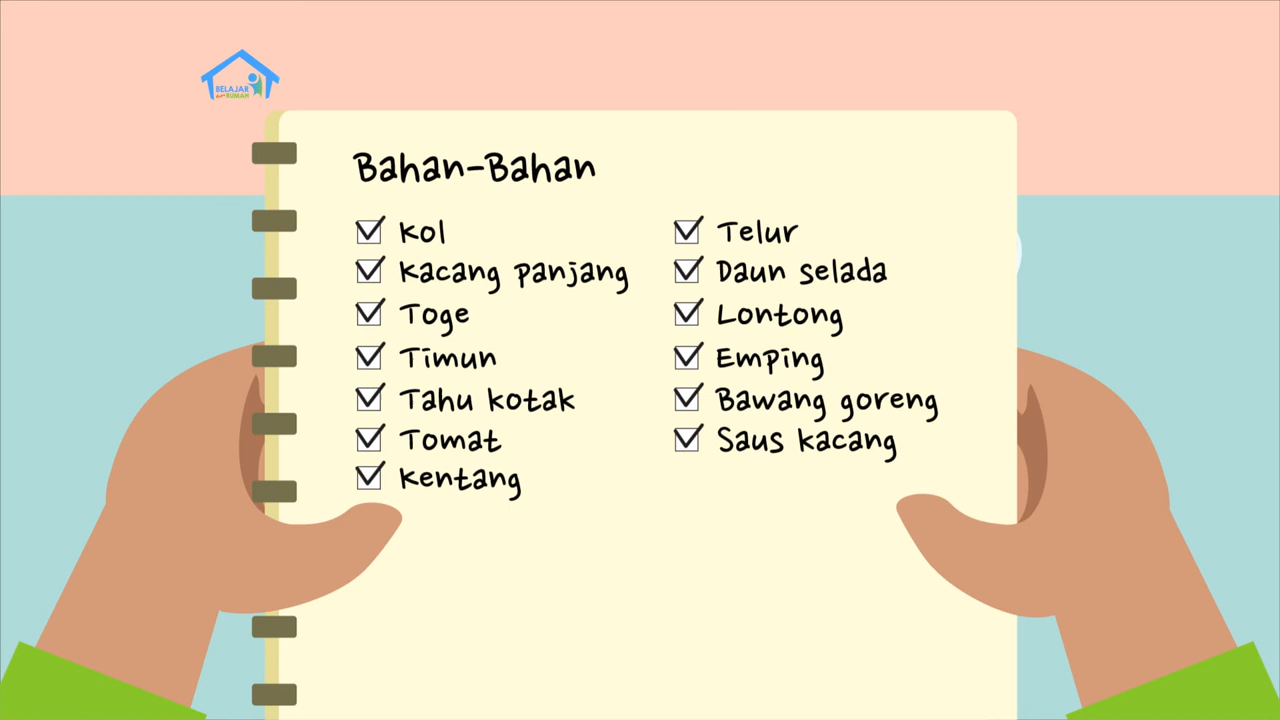 BELAJAR
dari RUMAH
Bahan-Bahan
Kol
Kacang panjang
Toge
Timun
Tahu kotak
Tomat
Kentang
Telur
Daun selada
Lontong
Emping
Bawang goreng
Saus kacang